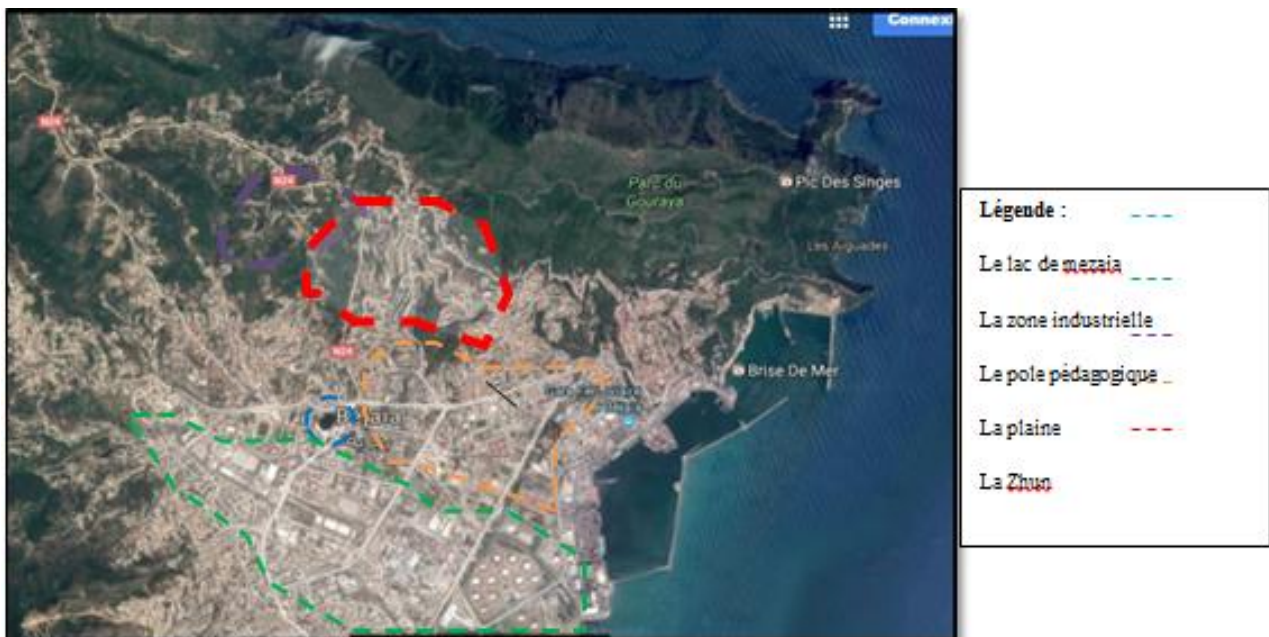 Connexi
N24
N24
Parc du
Gouraya
Pic Des Singes
Les Aiguades
N24
Brise De Mer
Légende :
Le lac de mezaia
La zone industrielle
Le pole pédagogique
La plaine
La Zhun